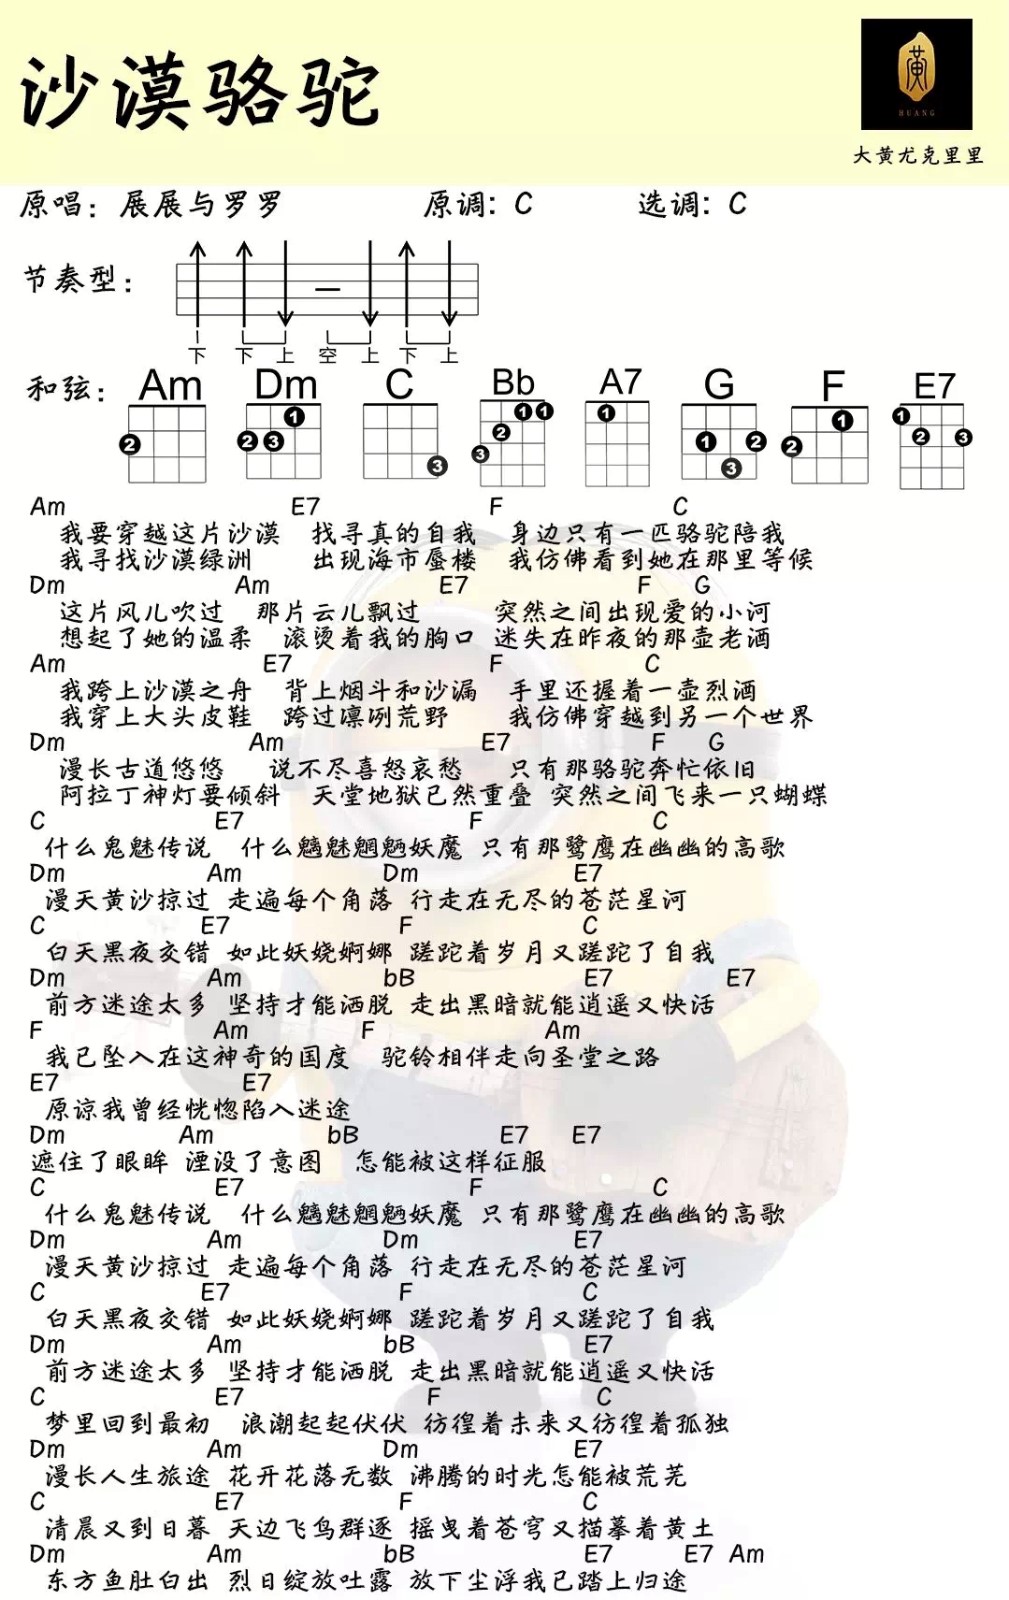 沙漠骆驼
黄
HUANG
大黄尤克里里
原唱：展展与罗罗 原调：C 选调：C
节奏型：
下 下 上 空 上 下 上
和弦： Am Dm C Bb A7 G F E7
2 2 3 1 3 3 2 1 1 1 1 3 2 2 1 1 2 3
Am E7 F C
我要穿越这片沙漠 找寻真的自我 身边只有一匹骆驼陪我
我寻找沙漠绿洲 出现海市蜃楼 我仿佛看到她在那里等候
Dm Am E7 F G
这片风儿吹过 那片云儿飘过 突然之间出现爱的小河
想起了她的温柔 滚烫着我的胸口 迷失在昨夜的那壶老酒
Am E7 F C
我跨上沙漠之舟 背上烟斗和沙漏 手里还握着一壶烈酒
我穿上大头皮鞋 跨过凛冽荒野 我仿佛穿越到另一个世界
Dm Am E7 F G
漫长古道悠悠 说不尽喜怒哀愁 只有那骆驼奔忙依旧
阿拉丁神灯要倾斜 天堂地狱已然重叠 突然之间飞来一只蝴蝶
C E7 F C
什么鬼魅传说 什么魑魅魍魉妖魔 只有那鹭鹰在幽幽的高歌
Dm Am Dm E7
漫天黄沙掠过 走遍每个角落 行走在无尽的苍茫星河
C E7 F C
白天黑夜交错 如此妖娆婀娜 蹉跎着岁月又蹉跎了自我
Dm Am bB E7 E7
前方迷途太多 坚持才能洒脱 走出黑暗就能逍遥又快活
F Am F Am
我已坠入在这神奇的国度 驼铃相伴走向圣堂之路
E7 E7
原谅我曾经恍惚陷入迷途
Dm Am bB E7 E7
遮住了眼眸 湮没了意图 怎能被这样征服
C E7 F C
什么鬼魅传说 什么魑魅魍魉妖魔 只有那鹭鹰在幽幽的高歌
Dm Am Dm E7
漫天黄沙掠过 走遍每个角落 行走在无尽的苍茫星河
C E7 F C
白天黑夜交错 如此妖娆婀娜 蹉跎着岁月又蹉跎了自我
Dm Am bB E7
前方迷途太多 坚持才能洒脱 走出黑暗就能逍遥又快活
C E7 F C
梦里回到最初 浪潮起起伏伏 彷徨着未来又彷徨着孤独
Dm Am Dm E7
漫长人生旅途 花开花落无数 沸腾的时光怎能被荒芜
C E7 F C
清晨又到日暮 天边飞鸟群逐 摇曳着苍穹又描摹着黄土
Dm Am bB E7 E7 Am
东方鱼肚白出 烈日绽放吐露 放下尘浮我已踏上归途